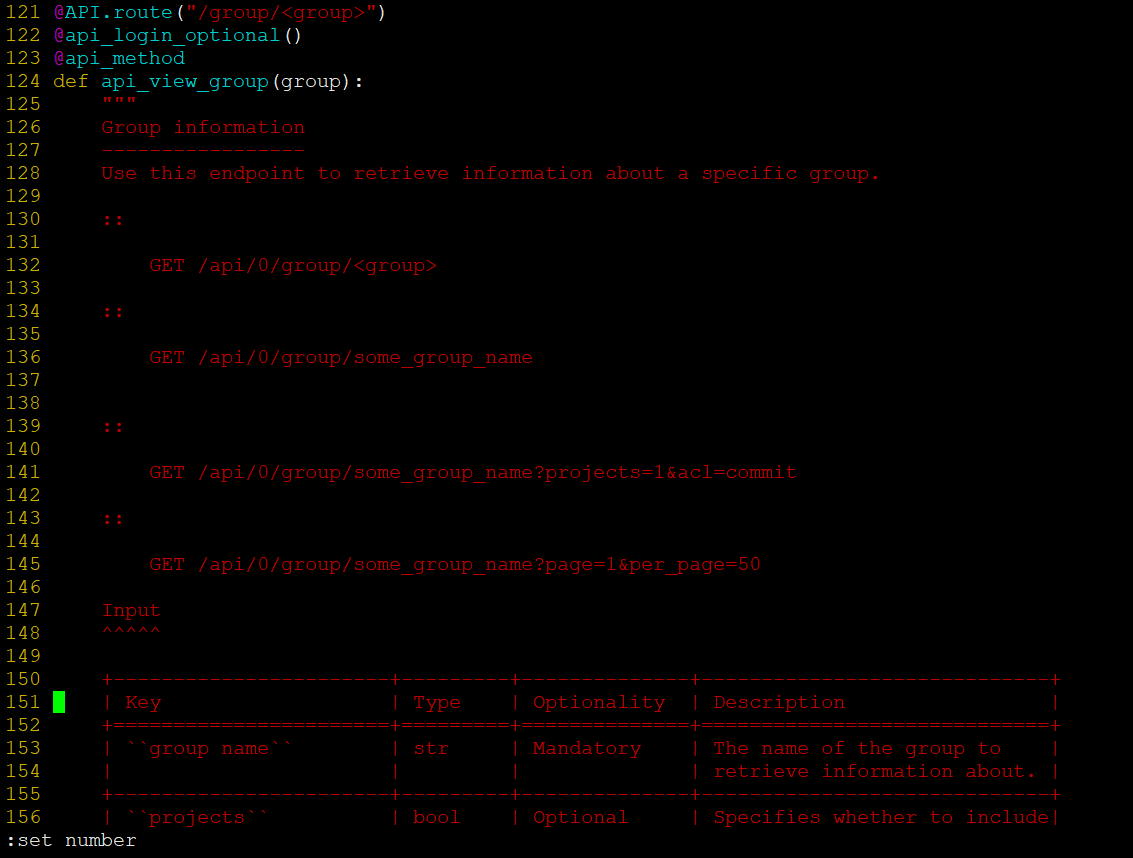 121 @API.route("/group/<group>")
122 @api_login_optional()
123 @api_method
124 def api_view_group(group):
125     """
126     Group information
127     -----------------
128     Use this endpoint to retrieve information about a specific group.
129
130     ::
131
132         GET /api/0/group/<group>
133
134     ::
135
136         GET /api/0/group/some_group_name
137
138
139     ::
140
141         GET /api/0/group/some_group_name?projects=1&acl=commit
142
143     ::
144
145         GET /api/0/group/some_group_name?page=1&per_page=50
146
147     Input
148     ^^^^^
149
150     +-----------------------+---------+--------------+-----------------------------+
151     | Key                   | Type    | Optionality  | Description                 |
152     +=======================+=========+==============+=============================+
153     | ``group name``        | str     | Mandatory    | The name of the group to    |
154     |                       |         |              | retrieve information about. |
155     +-----------------------+---------+--------------+-----------------------------+
156     | ``projects``          | bool    | Optional     | Specifies whether to include|
:set number